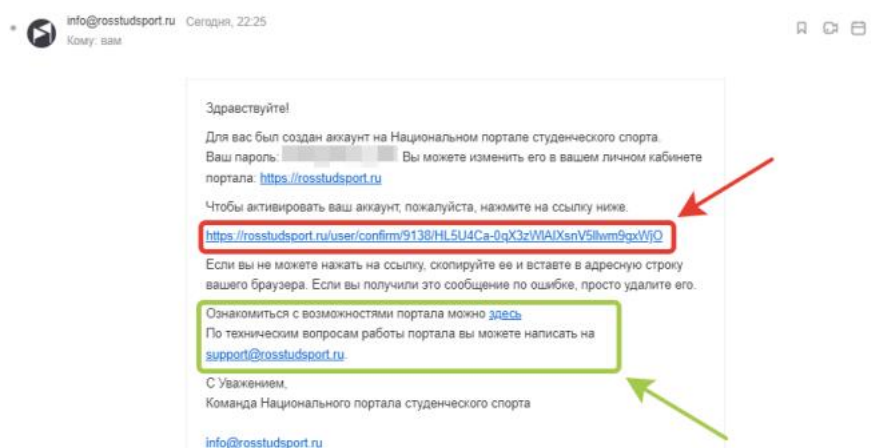 info@rosstudsport.ru Сегодня, 22:25
Кому: вам
Здравствуйте!
Для вас был создан аккаунт на Национальном портале студенческого спорта.
Ваш пароль: Вы можете изменить его в вашем личном кабинете
портала: https://rosstudsport.ru
Чтобы активировать ваш аккаунт, пожалуйста, нажмите на ссылку ниже.
https://rosstudsport.ru/user/confirm/9138/HL5U4Ca-0qX3zWIAIXsnV5Ilwm9gxWjO
Если вы не можете нажать на ссылку, скопируйте ее и вставьте в адресную строку
вашего браузера. Если вы получили это сообщение по ошибке, просто удалите его.
Ознакомиться с возможностями портала можно здесь
По техническим вопросам работы портала вы можете написать на
support@rosstudsport.ru.
С Уважением,
Команда Национального портала студенческого спорта
info@rosstudsport.ru